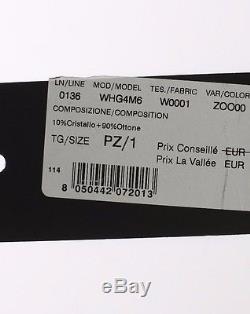 LN/LINE MOD/MODEL TES./FABRIC VAR/COLOR
0136 WHG4M6 W0001 ZOO00
COMPOSIZIONE/COMPOSITION
10%Cristallo+90%Ottone
TG/SIZE PZ/1 Prix Conseillé EUR
Prix La Vallée EUR
114
8 050442 072013
ebay